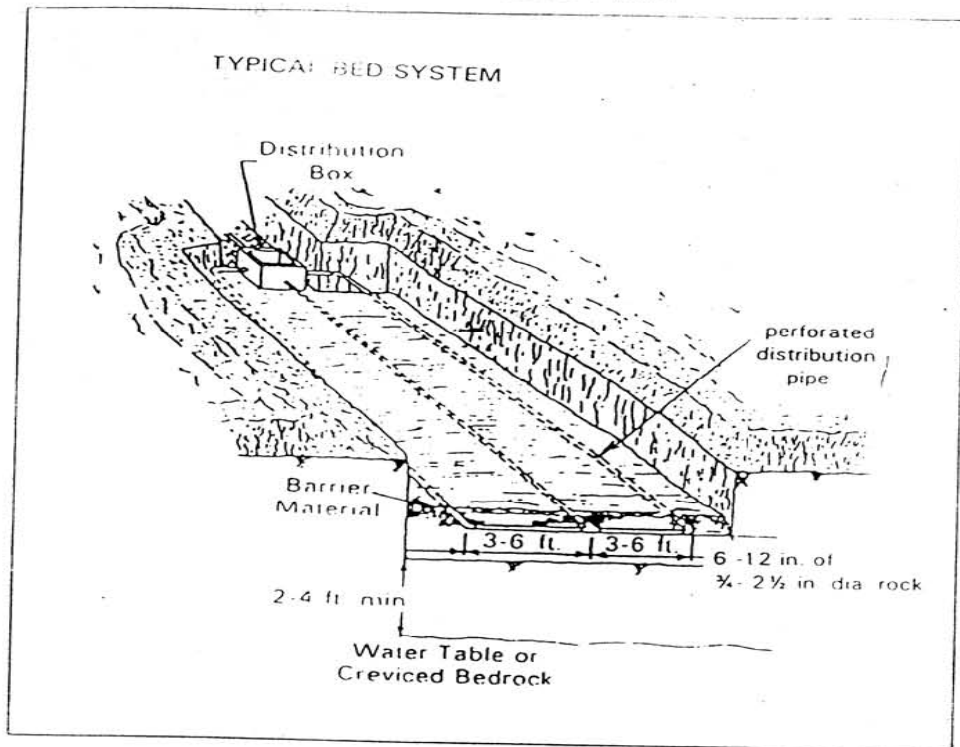 TYPICAL BED SYSTEM
Distribution
Box
perforated
distribution
pipe
Barrier
Material
3-6 ft.
3-6 ft.
6-12 in. of
¾-2½ in dia rock
2-4 ft min
Water Table or
Creviced Bedrock